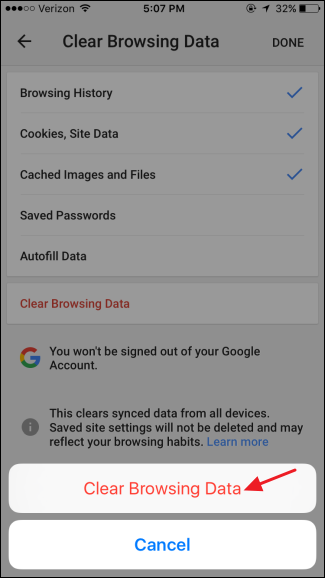 Verizon 5:07 PM 32%
Clear Browsing Data DONE
Browsing History
Cookies, Site Data
Cached Images and Files
Saved Passwords
Autofill Data
Clear Browsing Data
You won't be signed out of your Google
Account.
This clears synced data from all devices.
Saved site settings will not be deleted and may
reflect your browsing habits. Learn more
Clear Browsing Data
Cancel